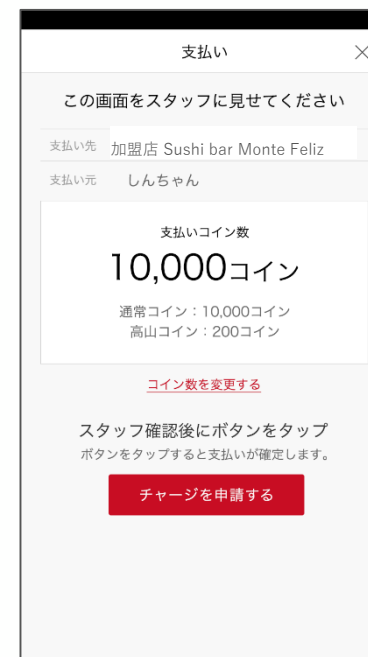 支払い
この画面をスタッフに見せてください
支払い先 加盟店 Sushi bar Monte Feliz
支払い元 しんちゃん
支払いコイン数
10,000コイン
通常コイン：10,000コイン
高山コイン：200コイン
コイン数を変更する
スタッフ確認後にボタンをタップ
ボタンをタップすると支払いが確定します。
チャージを申請する